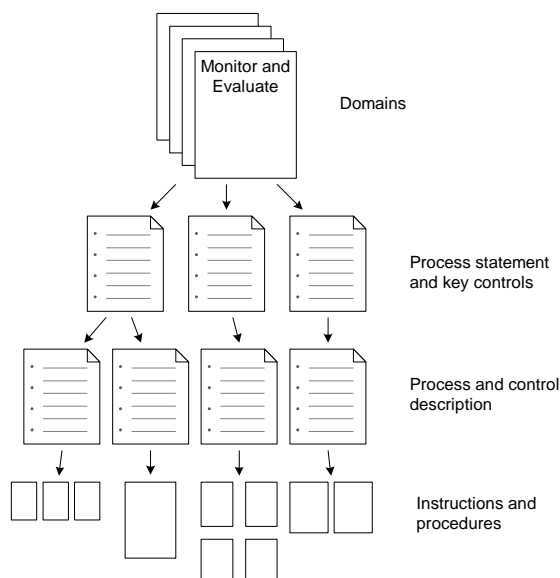 Monitor and
Evaluate
Domains
Process statement
and key controls
Process and control
description
Instructions and
procedures